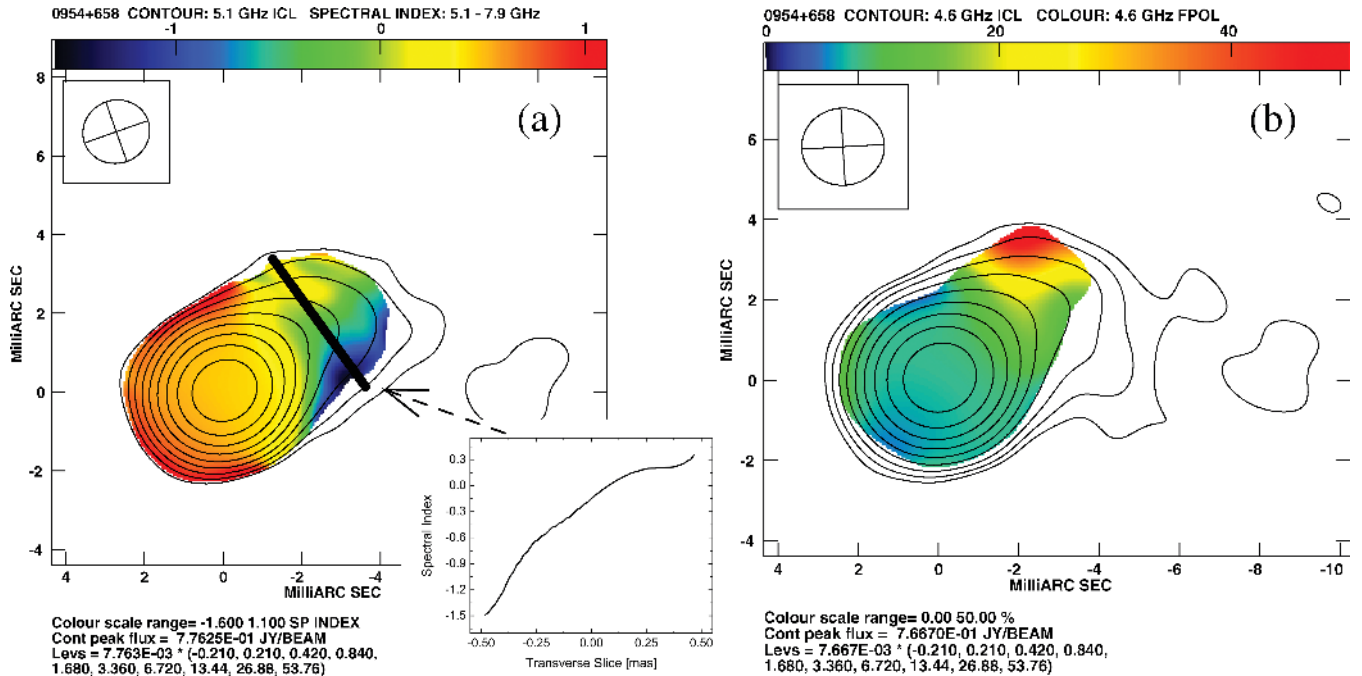 0954+658 CONTOUR: 5.1 GHz ICL SPECTRAL INDEX: 5.1 - 7.9 GHz
-1 0 1
(a)
8
6
4
2
0
-2
-4
MilliARC SEC
4 2 0 -2 -4
MilliARC SEC
Colour scale range= -1.600 1.100 SP INDEX
Cont peak flux = 7.7625E-01 JY/BEAM
Levs = 7.763E-03 * (-0.210, 0.210, 0.420, 0.840,
1.680, 3.360, 6.720, 13.44, 26.88, 53.76)
0.3
0.0
-0.3
-0.6
-0.9
-1.2
-1.5
Spectral Index
-0.50 -0.25 0.00 0.25 0.50
Transverse Slice [mas]
0954+658 CONTOUR: 4.6 GHz ICL COLOUR: 4.6 GHz FPOL
0 20 40
(b)
6
4
2
0
-2
-4
MilliARC SEC
4 2 0 -2 -4 -6 -8 -10
MilliARC SEC
Colour scale range= 0.00 50.00 %
Cont peak flux = 7.6670E-01 JY/BEAM
Levs = 7.667E-03 * (-0.210, 0.210, 0.420, 0.840,
1.680, 3.360, 6.720, 13.44, 26.88, 53.76)